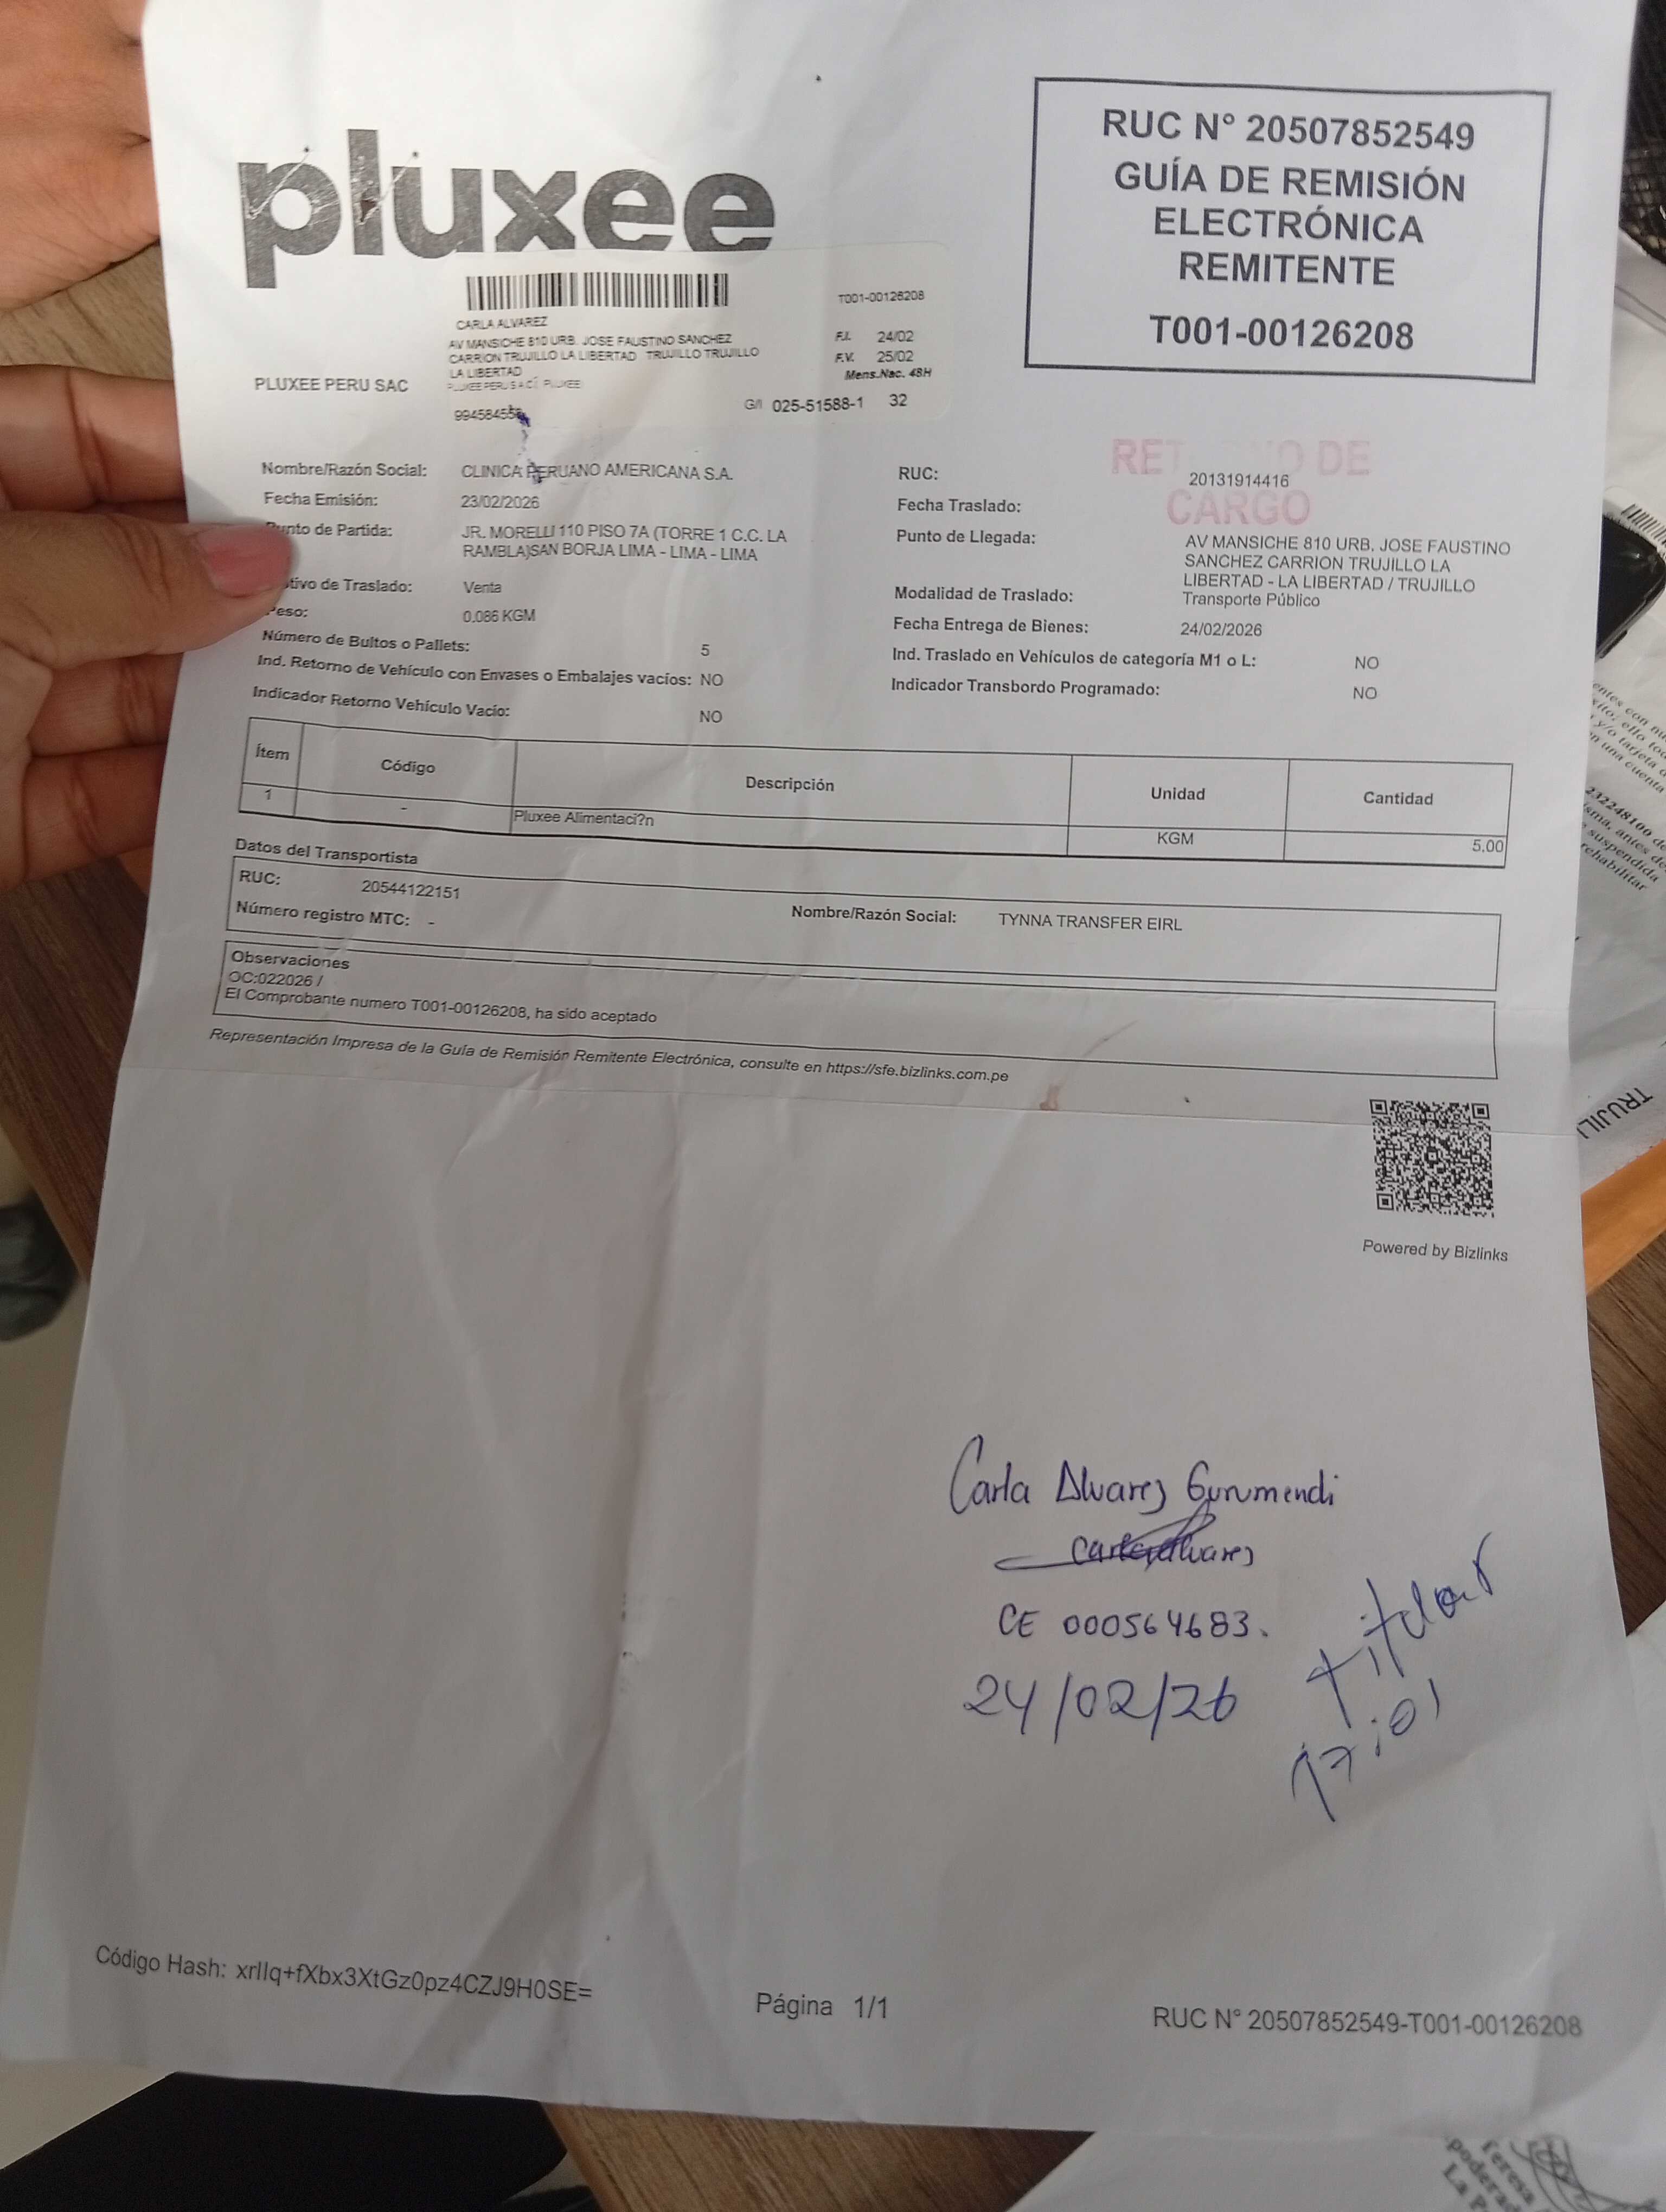 pluxee
RUC N° 20507852549
GUÍA DE REMISIÓN
ELECTRÓNICA
REMITENTE
T001-00126208
T001-00126208
CARLA ALVAREZ
AV MANSICHE 810 URB. JOSE FAUSTINO SANCHEZ
CARRION TRUJILLO LA LIBERTAD TRUJILLO TRUJILLO
LA LIBERTAD
F.I. 24/02
F.V. 25/02
Mens.Nac. 48H
PLUXEE PERU SAC
G/I 025-51588-1 32
RETORNO DE
CARGO
Nombre/Razón Social: CLINICA PERUANO AMERICANA S.A.
RUC: 20131914416
Fecha Emisión: 23/02/2026
Fecha Traslado:
Punto de Partida: JR. MORELLI 110 PISO 7A (TORRE 1 C.C. LA
RAMBLA)SAN BORJA LIMA - LIMA - LIMA
Punto de Llegada: AV MANSICHE 810 URB. JOSE FAUSTINO
SANCHEZ CARRION TRUJILLO LA
LIBERTAD - LA LIBERTAD / TRUJILLO
tivo de Traslado: Venta
Modalidad de Traslado: Transporte Público
Peso: 0.086 KGM
Fecha Entrega de Bienes: 24/02/2026
Número de Bultos o Pallets: 5
Ind. Traslado en Vehículos de categoría M1 o L: NO
Ind. Retorno de Vehículo con Envases o Embalajes vacíos: NO
Indicador Transbordo Programado: NO
Indicador Retorno Vehículo Vacío: NO
Ítem Código Descripción Unidad Cantidad
1 - Pluxee Alimentaci?n KGM 5.00
Datos del Transportista
RUC: 20544122151
Número registro MTC: -
Nombre/Razón Social: TYNNA TRANSFER EIRL
Observaciones
OC:022026 /
El Comprobante numero T001-00126208, ha sido aceptado
Representación Impresa de la Guía de Remisión Remitente Electrónica, consulte en https://sfe.bizlinks.com.pe
Powered by Bizlinks
Carla Alvarez Gurumendi
CE 000564683.
24/02/26
titular
Código Hash: xrIIq+fXbx3XtGz0pz4CZJ9H0SE=
Página 1/1
RUC N° 20507852549-T001-00126208
TRUJIL